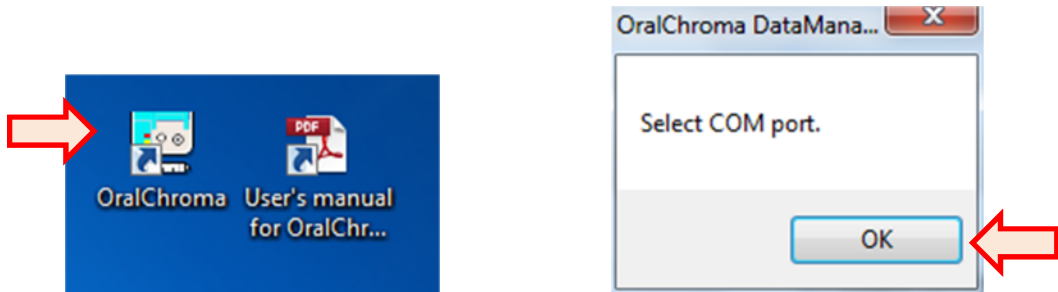 PDF
OralChroma
User's manual
for OralChr...
OralChroma DataMana...
Select COM port.
OK